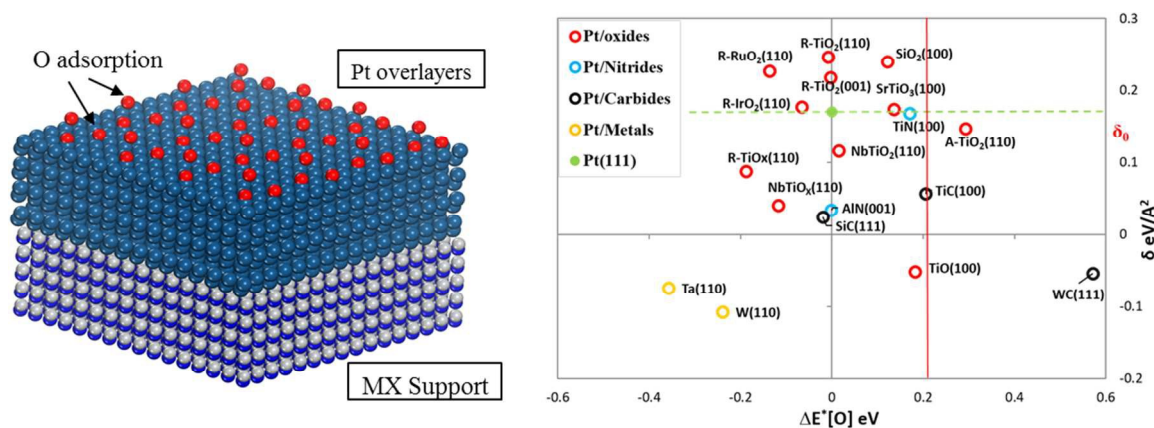 O adsorption
Pt overlayers
MX Support
Pt/oxides
Pt/Nitrides
Pt/Carbides
Pt/Metals
Pt(111)
R-TiO₂(110)
SiO₂(100)
R-RuO₂(110)
R-TiO₂(001)
SrTiO₃(100)
R-IrO₂(110)
TiN(100)
A-TiO₂(110)
NbTiO₂(110)
R-TiOx(110)
NbTiOₓ(110)
TiC(100)
AlN(001)
SiC(111)
TiO(100)
WC(111)
Ta(110)
W(110)
0.3
0.2
δ₀
0.1
0
-0.1
-0.2
δ eV/A²
-0.6
-0.4
-0.2
0
0.2
0.4
0.6
ΔE*[O] eV